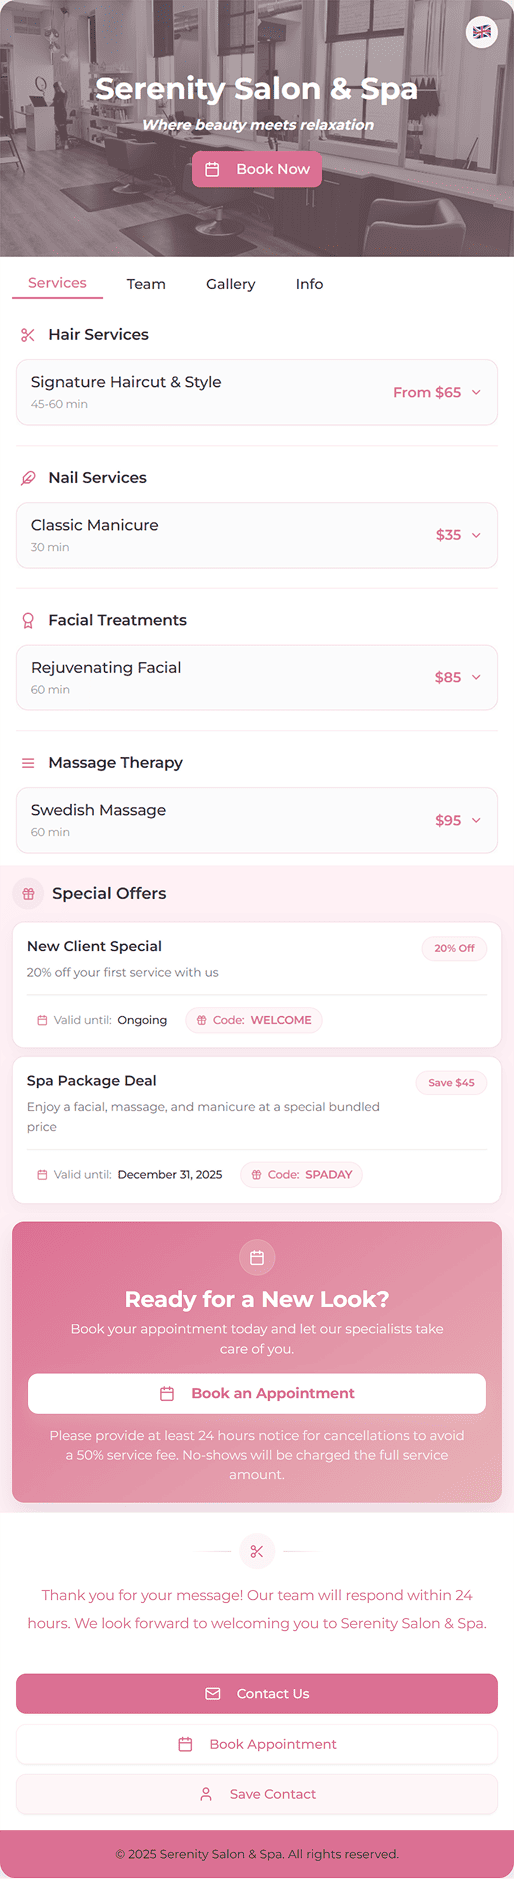 Serenity Salon & Spa
Where beauty meets relaxation
Book Now
Services Team Gallery Info
Hair Services
Signature Haircut & Style
45-60 min
From $65
Nail Services
Classic Manicure
30 min
$35
Facial Treatments
Rejuvenating Facial
60 min
$85
Massage Therapy
Swedish Massage
60 min
$95
Special Offers
New Client Special
20% Off
20% off your first service with us
Valid until: Ongoing Code: WELCOME
Spa Package Deal
Save $45
Enjoy a facial, massage, and manicure at a special bundled
price
Valid until: December 31, 2025 Code: SPADAY
Ready for a New Look?
Book your appointment today and let our specialists take
care of you.
Book an Appointment
Please provide at least 24 hours notice for cancellations to avoid
a 50% service fee. No-shows will be charged the full service
amount.
Thank you for your message! Our team will respond within 24
hours. We look forward to welcoming you to Serenity Salon & Spa.
Contact Us
Book Appointment
Save Contact
© 2025 Serenity Salon & Spa. All rights reserved.